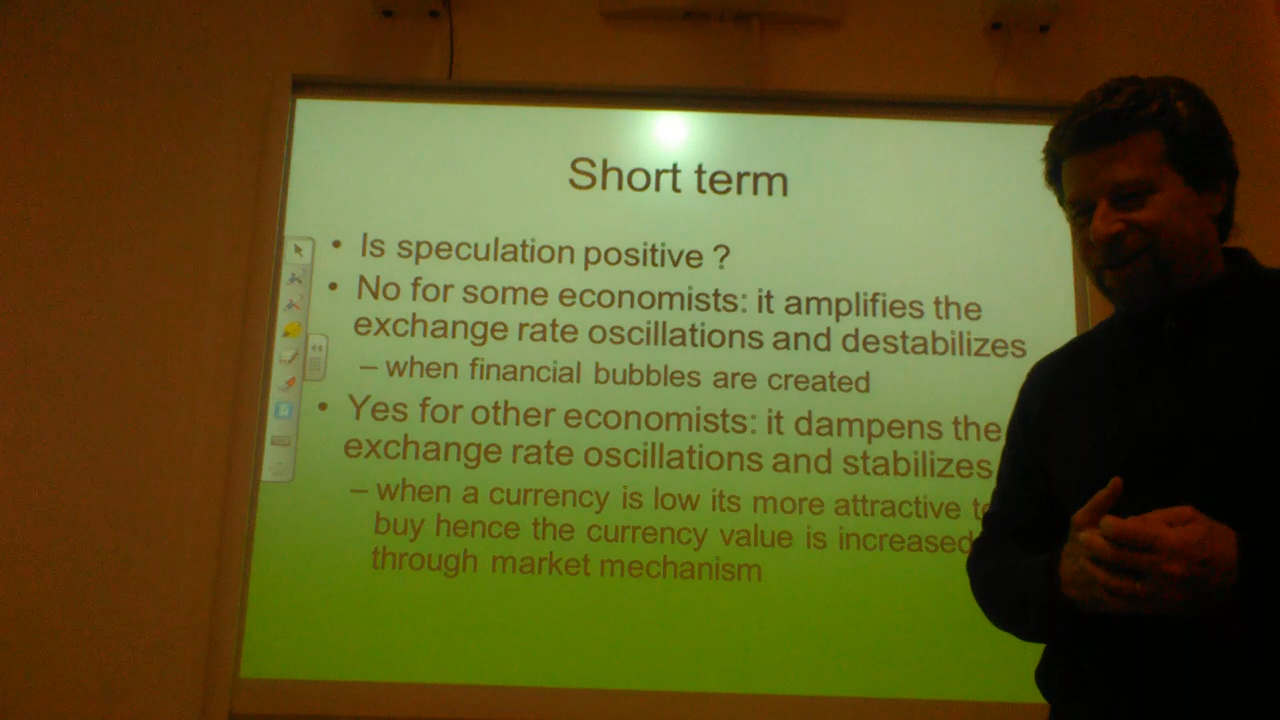 Short term
• Is speculation positive ?
• No for some economists: it amplifies the
exchange rate oscillations and destabilizes
– when financial bubbles are created
• Yes for other economists: it dampens the
exchange rate oscillations and stabilizes
– when a currency is low its more attractive
buy hence the currency value is increased
through market mechanism